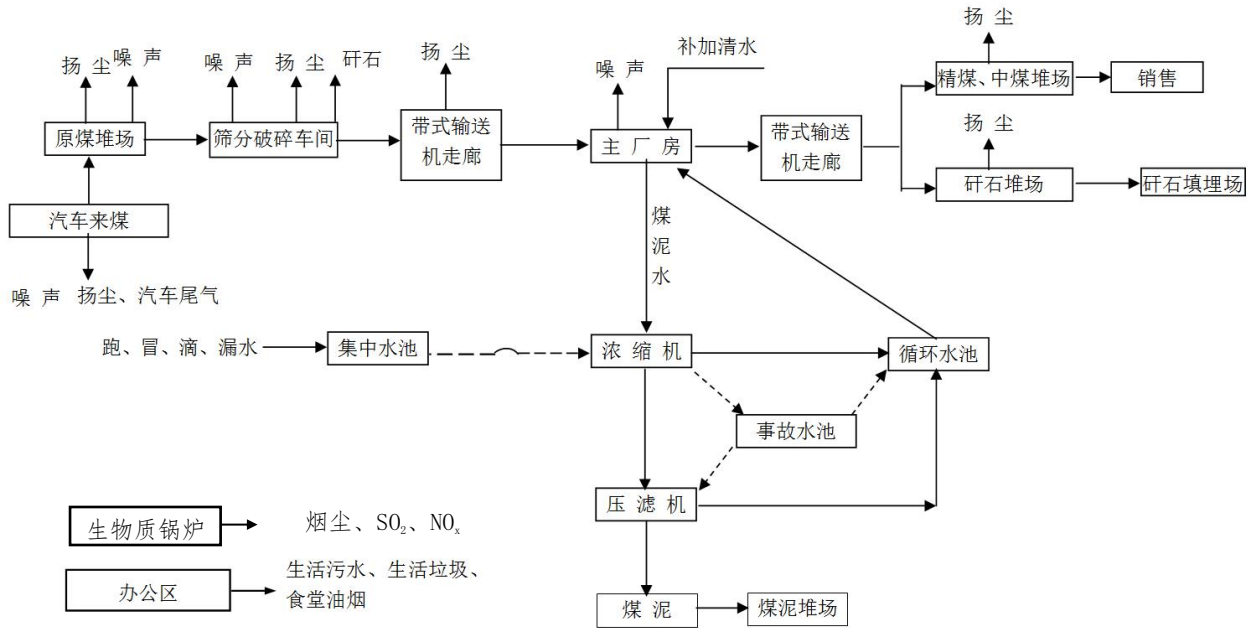 扬 尘
噪 声
噪 声
扬 尘
矸石
扬 尘
噪 声
补加清水
扬 尘
原煤堆场
筛分破碎车间
带式输送
机走廊
主 厂 房
带式输送
机走廊
精煤、中煤堆场
销售
扬 尘
矸石堆场
矸石填埋场
汽车来煤
噪 声
扬尘、汽车尾气
煤
泥
水
跑、冒、滴、漏水
集中水池
浓 缩 机
循环水池
事故水池
压 滤 机
生物质锅炉
烟尘、SO₂、NOₓ
办公区
生活污水、生活垃圾、
食堂油烟
煤 泥
煤泥堆场